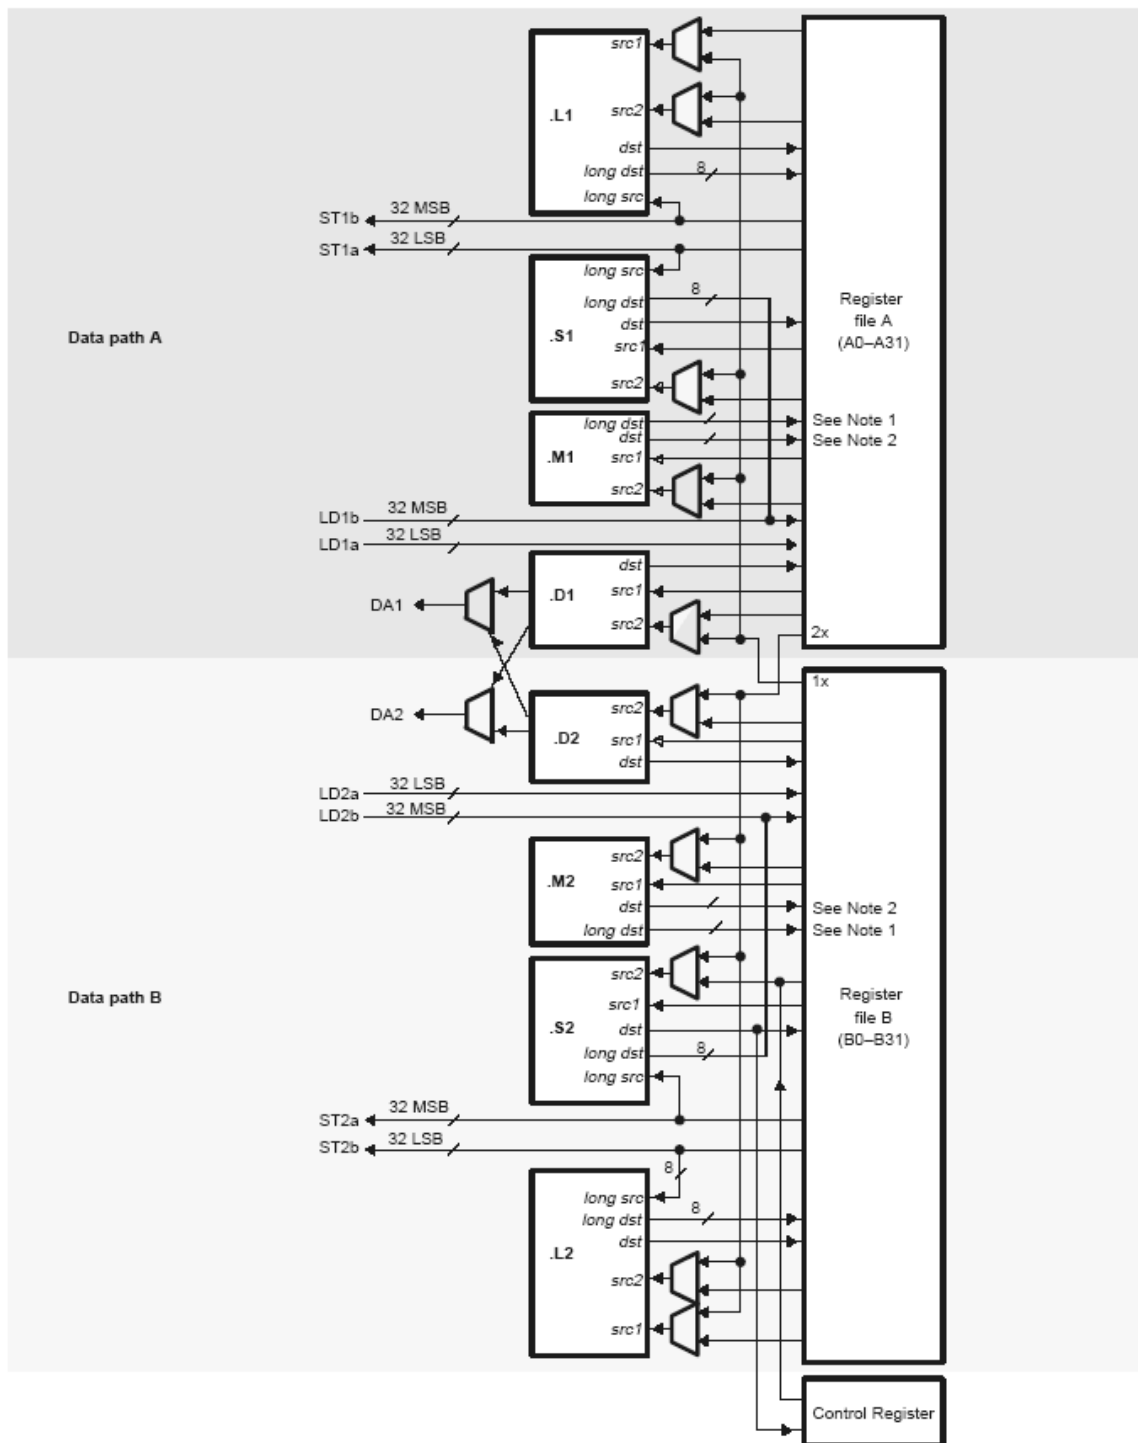 src1
.L1
src2
dst
long dst
8
long src
ST1b
32 MSB
ST1a
32 LSB
long src
8
long dst
Register
file A
(A0–A31)
Data path A
dst
.S1
src1
src2
long dst
See Note 1
dst
See Note 2
.M1
src1
src2
LD1b
32 MSB
LD1a
32 LSB
dst
.D1
src1
DA1
src2
2x
1x
DA2
src2
.D2
src1
dst
LD2a
32 LSB
LD2b
32 MSB
src2
.M2
src1
dst
See Note 2
long dst
See Note 1
src2
Data path B
Register
file B
(B0–B31)
src1
.S2
dst
long dst
8
long src
ST2a
32 MSB
ST2b
32 LSB
8
long src
long dst
8
dst
.L2
src2
src1
Control Register